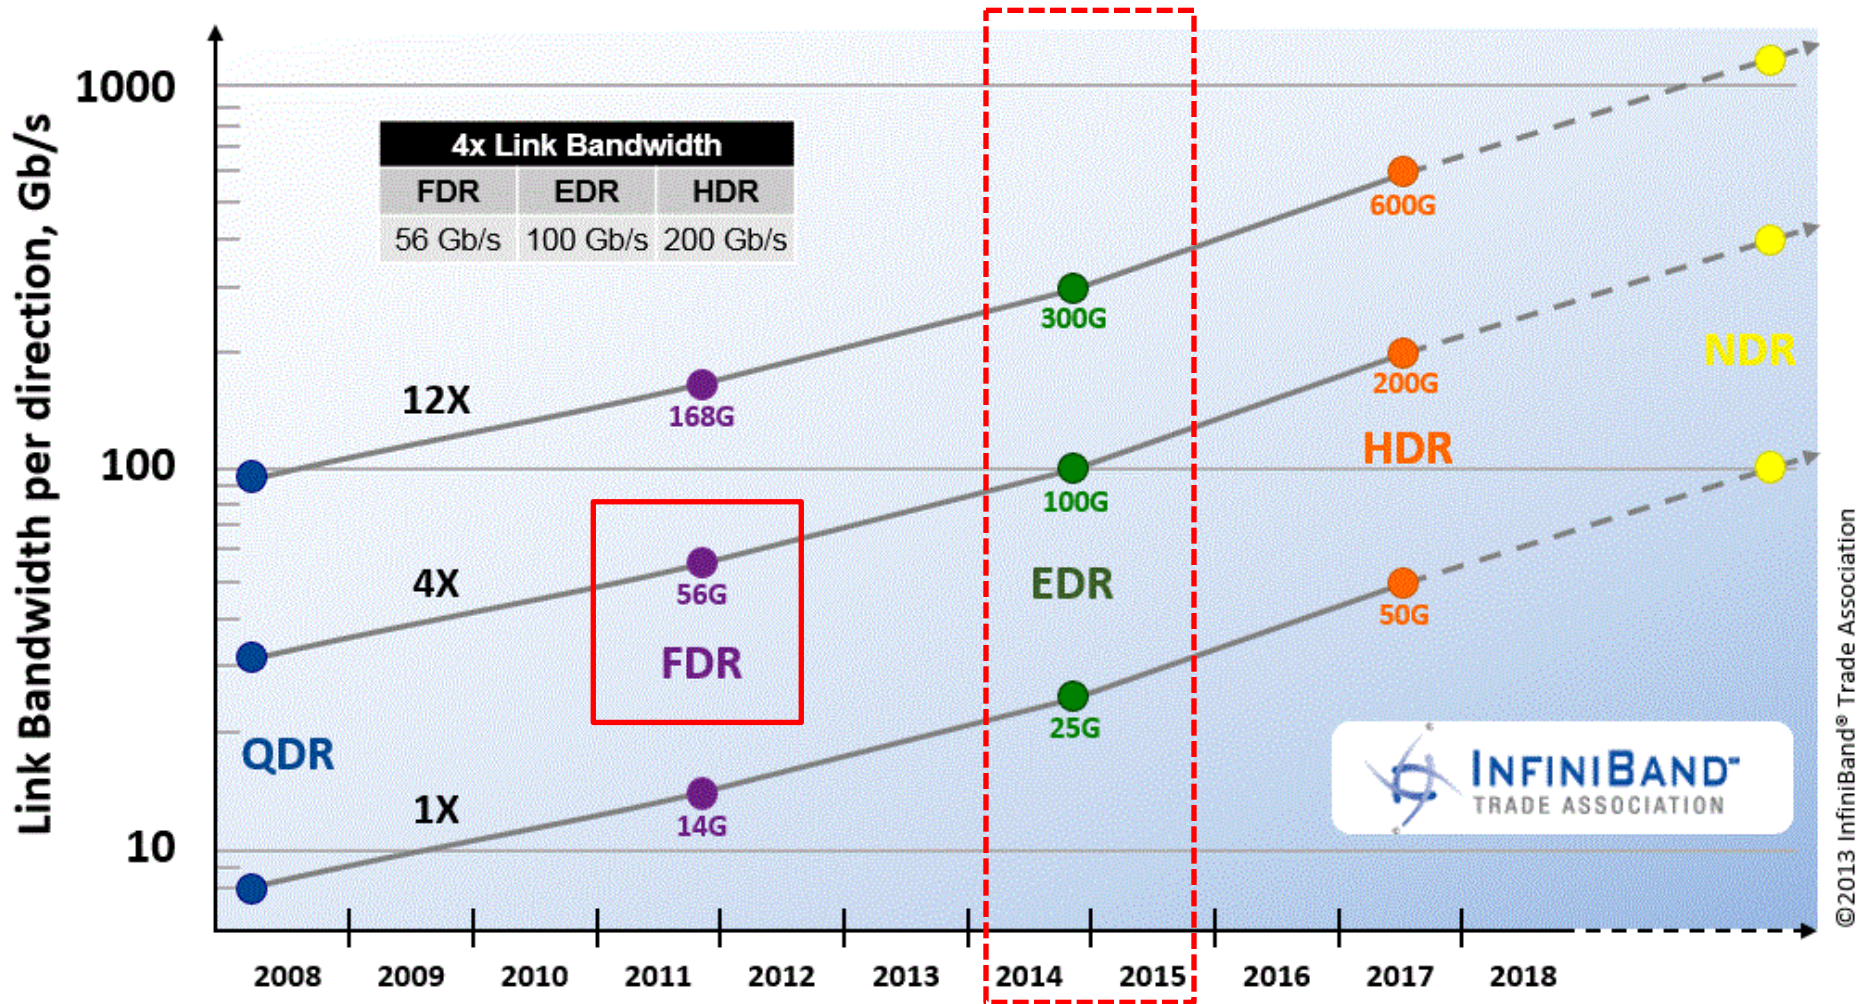 Link Bandwidth per direction, Gb/s
1000
100
10
4x Link Bandwidth
FDR EDR HDR
56 Gb/s 100 Gb/s 200 Gb/s
12X
168G
300G
600G
4X
56G
100G
200G
1X
14G
25G
50G
QDR
FDR
EDR
HDR
NDR
INFINIBAND™
TRADE ASSOCIATION
2008 2009 2010 2011 2012 2013 2014 2015 2016 2017 2018
©2013 InfiniBand® Trade Association